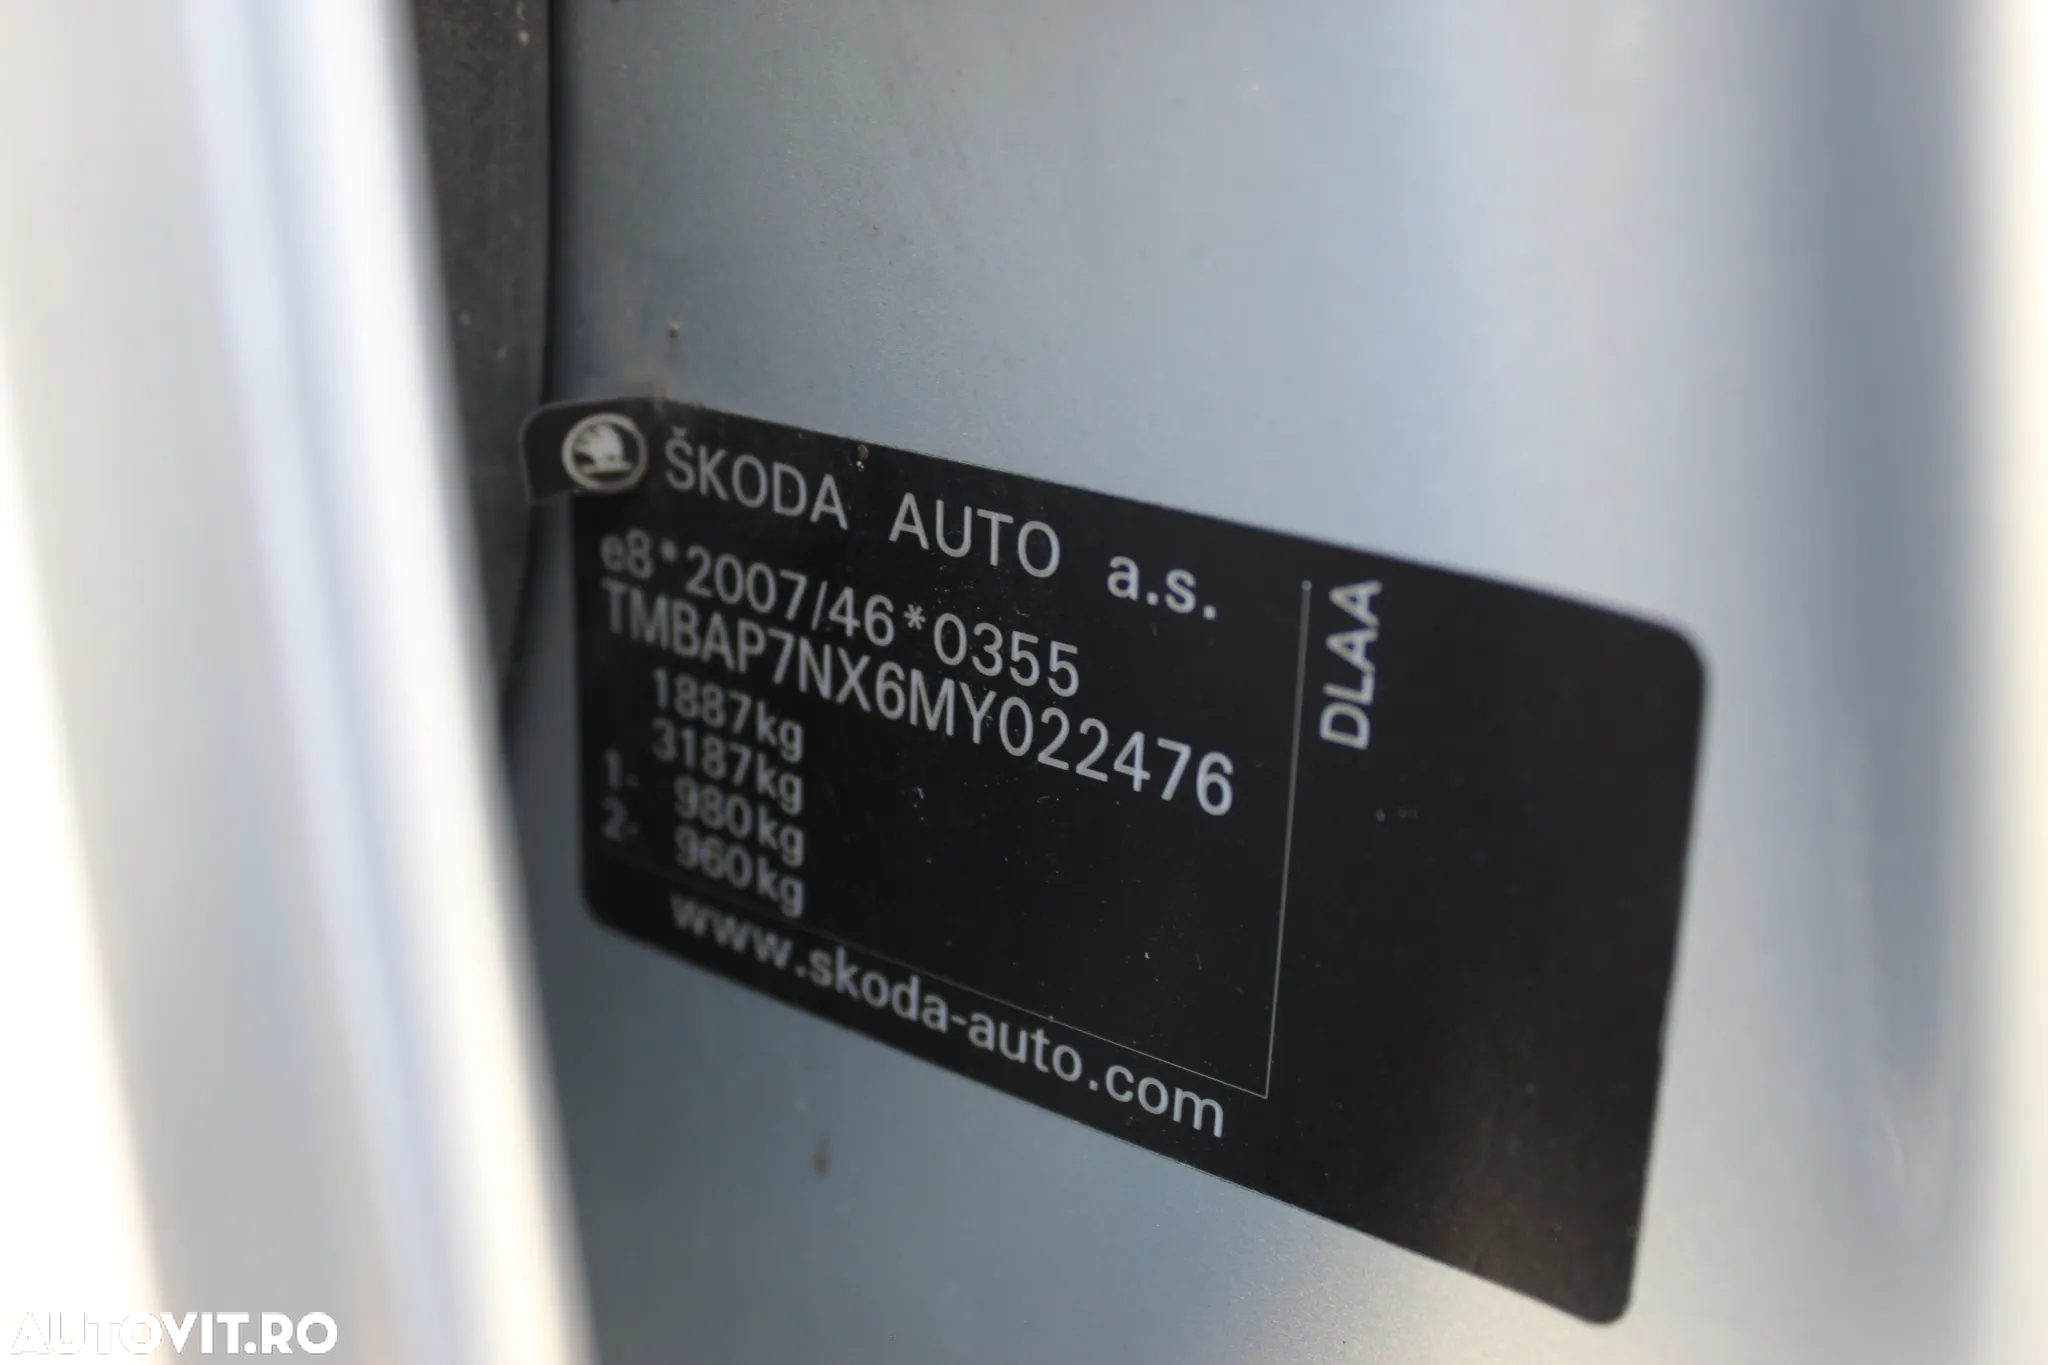 ŠKODA AUTO a.s.
e8*2007/46*0355
TMBAP7NX6MY022476
1887kg
3187kg
1- 980kg
2- 960kg
www.skoda-auto.com
DLAA
AUTOVIT.RO